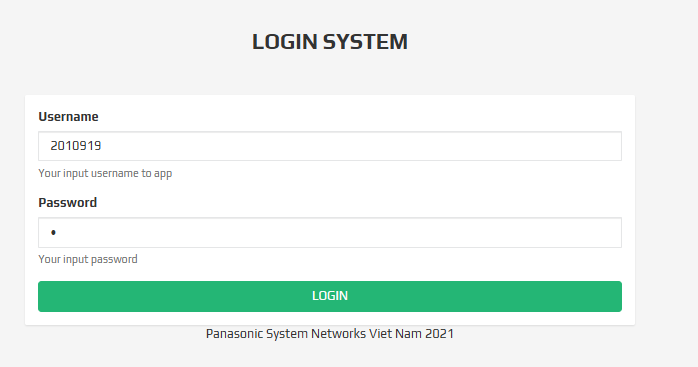 LOGIN SYSTEM
Username
2010919
Your input username to app
Password
•
Your input password
LOGIN
Panasonic System Networks Viet Nam 2021